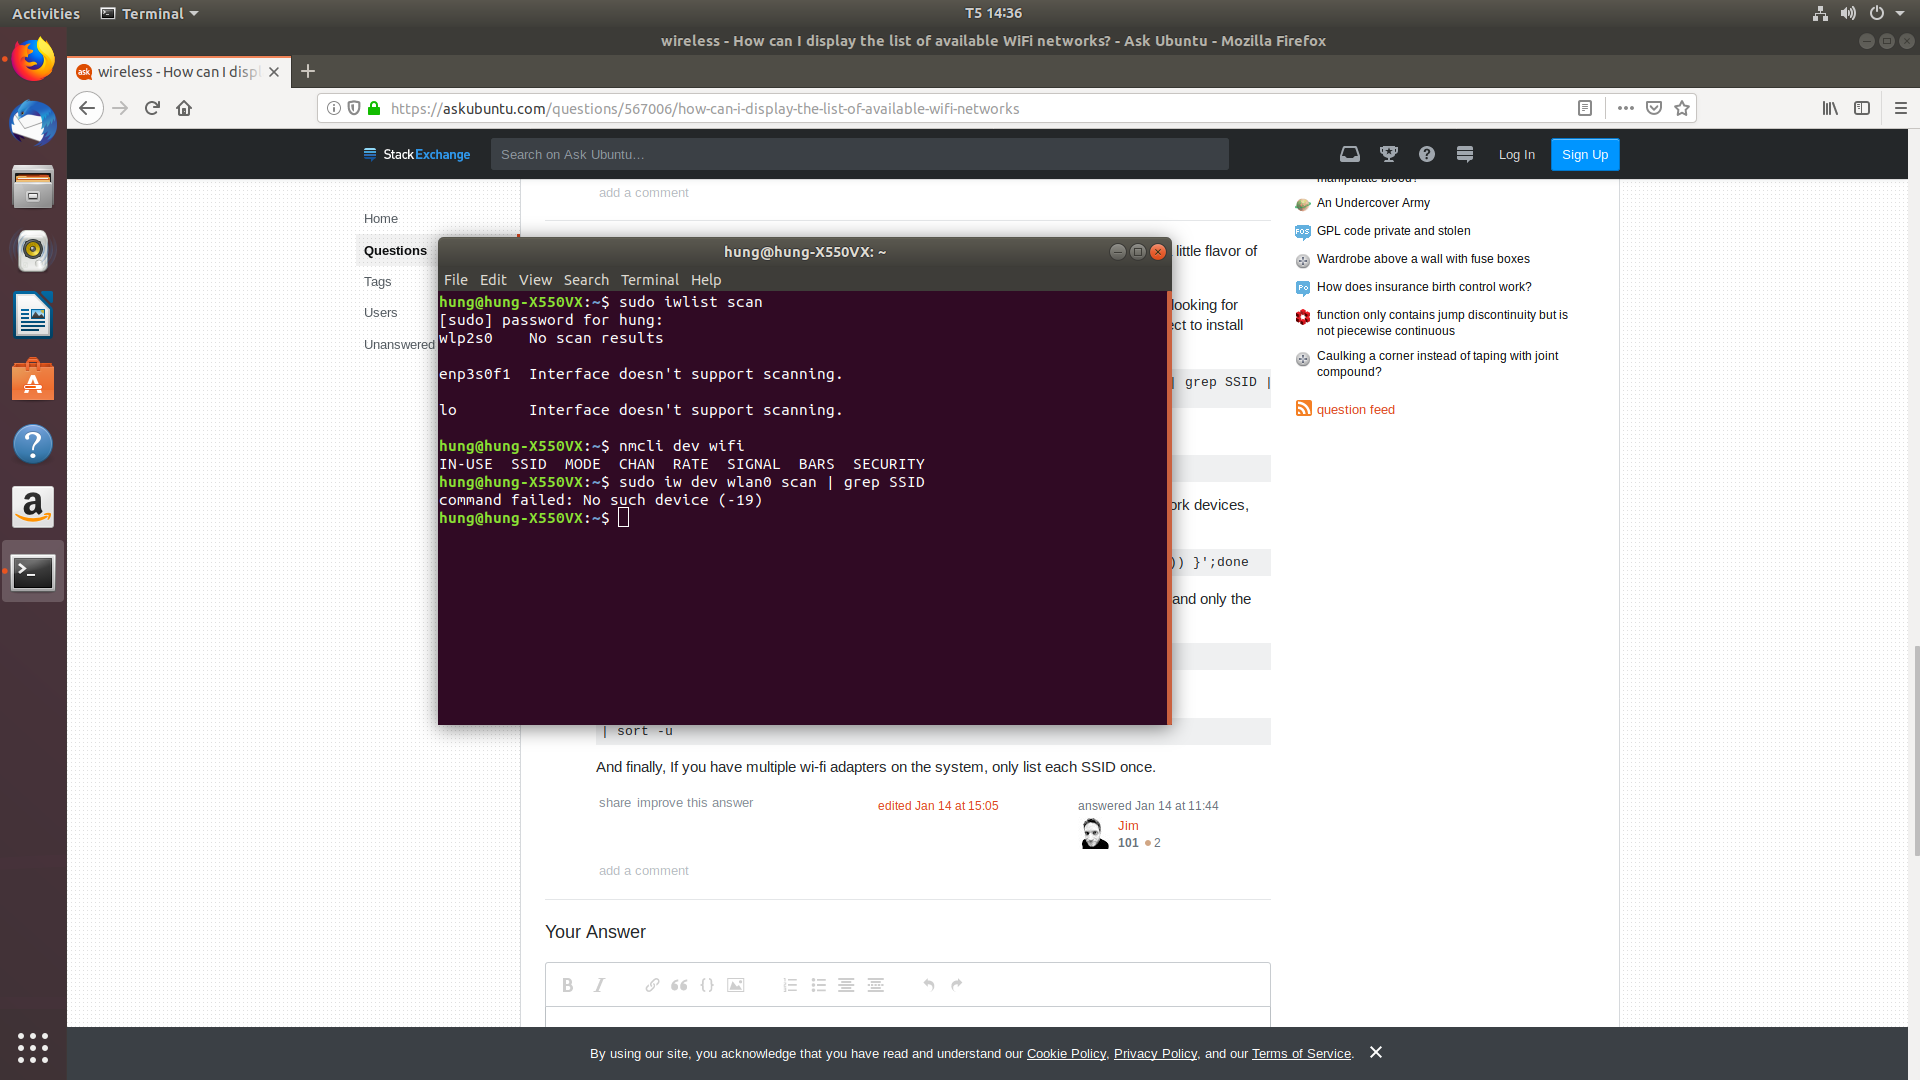 Activities
Terminal
T5 14:36
wireless - How can I display the list of available WiFi networks? - Ask Ubuntu - Mozilla Firefox
wireless - How can I displ
https://askubuntu.com/questions/567006/how-can-i-display-the-list-of-available-wifi-networks
StackExchange
Search on Ask Ubuntu…
Log In
Sign Up
add a comment
Home
Questions
Tags
Users
Unanswered
hung@hung-X550VX: ~
File Edit View Search Terminal Help
hung@hung-X550VX:~$ sudo iwlist scan
[sudo] password for hung:
wlp2s0    No scan results
enp3s0f1  Interface doesn't support scanning.
lo        Interface doesn't support scanning.
hung@hung-X550VX:~$ nmcli dev wifi
IN-USE  SSID  MODE  CHAN  RATE  SIGNAL  BARS  SECURITY
hung@hung-X550VX:~$ sudo iw dev wlan0 scan | grep SSID
command failed: No such device (-19)
hung@hung-X550VX:~$
little flavor of
looking for
ect to install
| grep SSID |
ork devices,
)) }';done
and only the
| sort -u
And finally, If you have multiple wi-fi adapters on the system, only list each SSID once.
share improve this answer
edited Jan 14 at 15:05
answered Jan 14 at 11:44
Jim
101 ●2
add a comment
Your Answer
An Undercover Army
GPL code private and stolen
Wardrobe above a wall with fuse boxes
How does insurance birth control work?
function only contains jump discontinuity but is
not piecewise continuous
Caulking a corner instead of taping with joint
compound?
question feed
By using our site, you acknowledge that you have read and understand our Cookie Policy, Privacy Policy, and our Terms of Service.